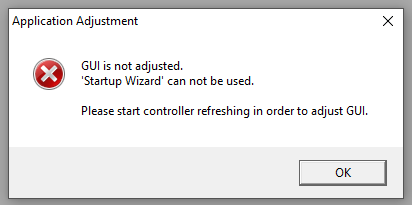 Application Adjustment
GUI is not adjusted.
'Startup Wizard' can not be used.
Please start controller refreshing in order to adjust GUI.
OK